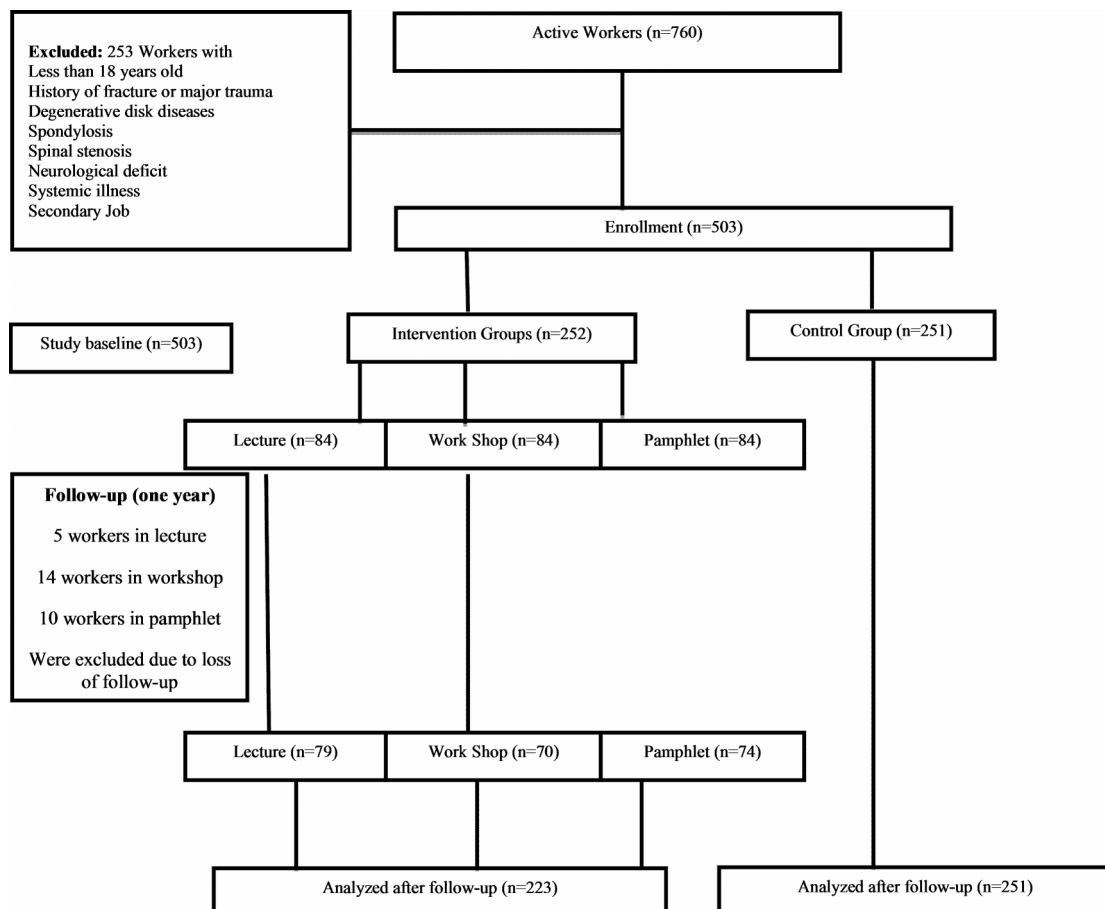 Active Workers (n=760)
Excluded: 253 Workers with
Less than 18 years old
History of fracture or major trauma
Degenerative disk diseases
Spondylosis
Spinal stenosis
Neurological deficit
Systemic illness
Secondary Job
Enrollment (n=503)
Study baseline (n=503)
Intervention Groups (n=252)
Control Group (n=251)
Lecture (n=84)
Work Shop (n=84)
Pamphlet (n=84)
Follow-up (one year)
5 workers in lecture
14 workers in workshop
10 workers in pamphlet
Were excluded due to loss
of follow-up
Lecture (n=79)
Work Shop (n=70)
Pamphlet (n=74)
Analyzed after follow-up (n=223)
Analyzed after follow-up (n=251)